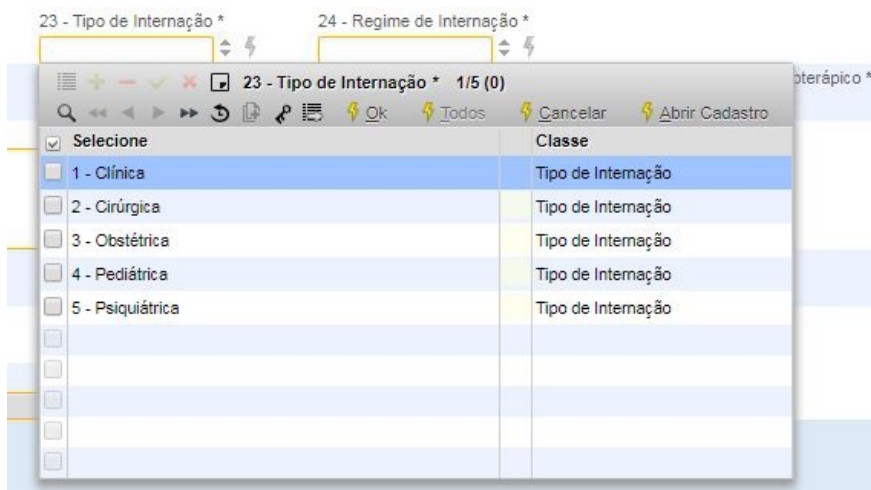 23 - Tipo de Internação * 24 - Regime de Internação *
oterápico *
23 - Tipo de Internação * 1/5 (0)
Ok Todos Cancelar Abrir Cadastro
Selecione Classe
1 - Clínica Tipo de Internação
2 - Cirúrgica Tipo de Internação
3 - Obstétrica Tipo de Internação
4 - Pediátrica Tipo de Internação
5 - Psiquiátrica Tipo de Internação